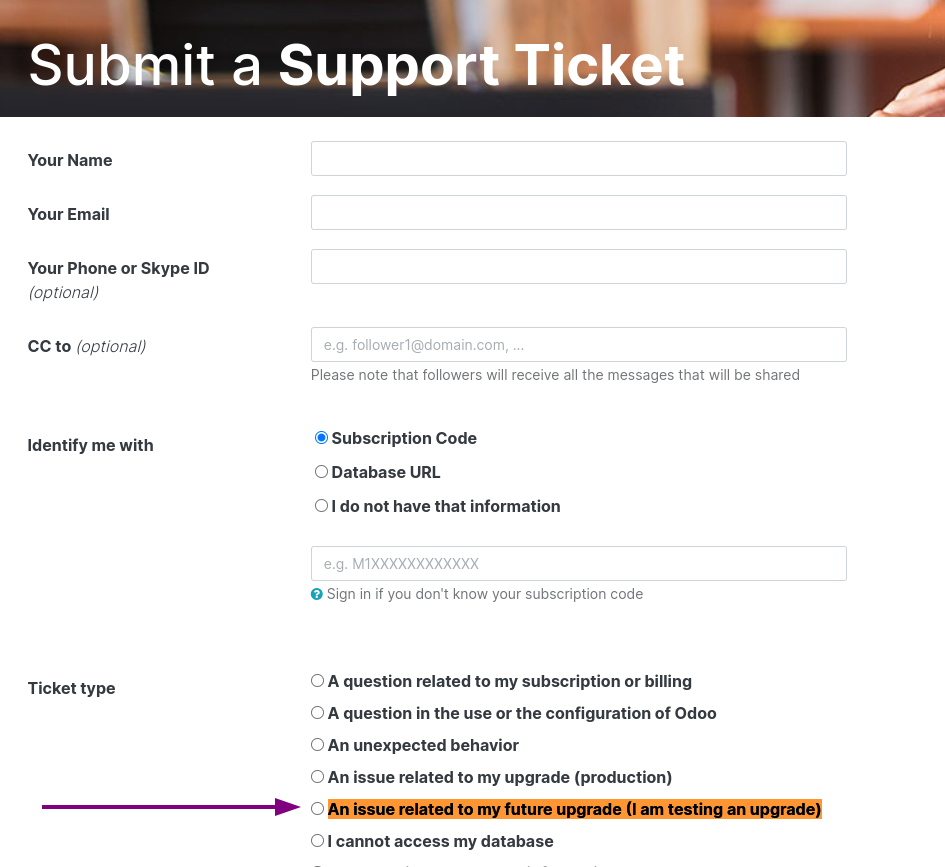 Submit a Support Ticket
Your Name
Your Email
Your Phone or Skype ID
(optional)
CC to (optional)
e.g. follower1@domain.com, ...
Please note that followers will receive all the messages that will be shared
Identify me with
Subscription Code
Database URL
I do not have that information
e.g. M1XXXXXXXXXXXX
Sign in if you don't know your subscription code
Ticket type
A question related to my subscription or billing
A question in the use or the configuration of Odoo
An unexpected behavior
An issue related to my upgrade (production)
An issue related to my future upgrade (I am testing an upgrade)
I cannot access my database